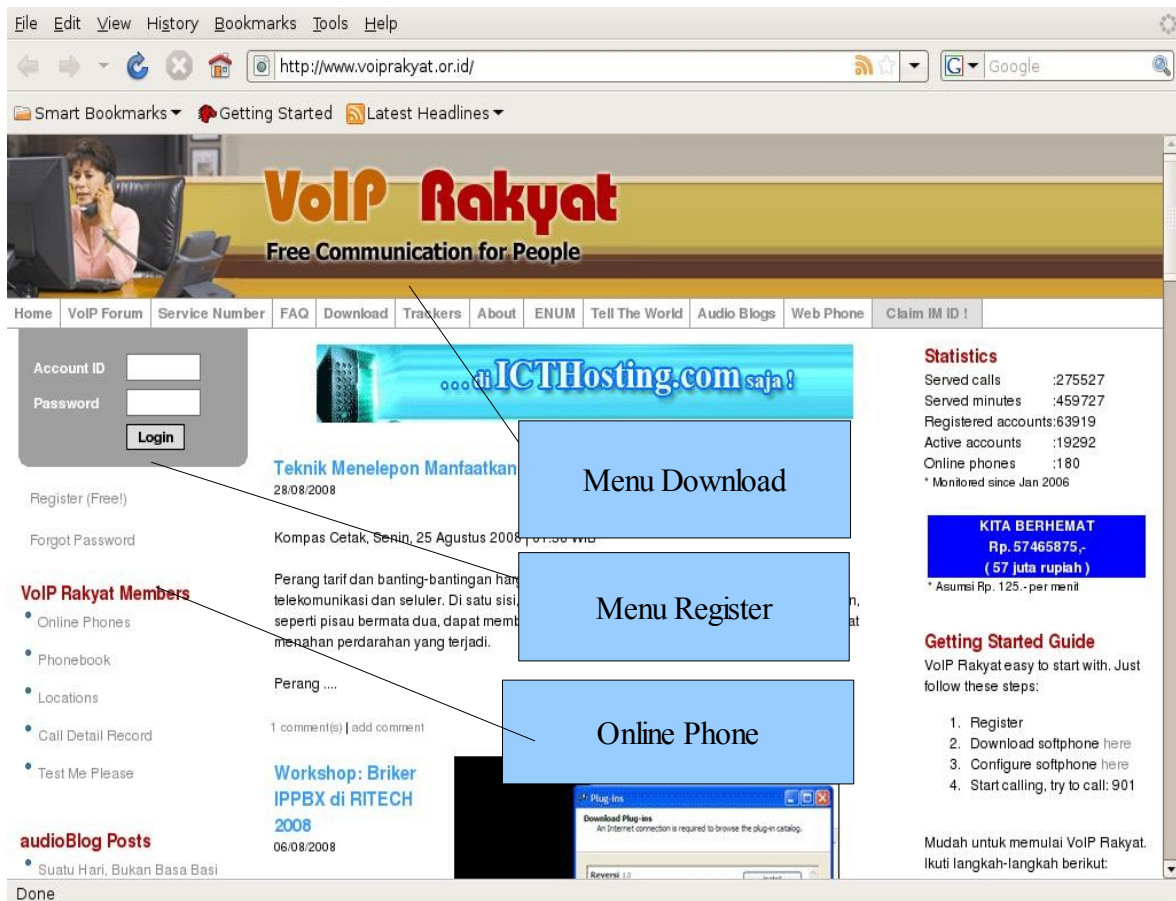 File Edit View History Bookmarks Tools Help
http://www.voiprakyat.or.id/
G Google
Smart Bookmarks Getting Started Latest Headlines
VoIP Rakyat
Free Communication for People
Home VoIP Forum Service Number FAQ Download Trackers About ENUM Tell The World Audio Blogs Web Phone Claim IM ID !
Account ID
Password
Login
Register (Free!)
Forgot Password
VoIP Rakyat Members
Online Phones
Phonebook
Locations
Call Detail Record
Test Me Please
audioBlog Posts
Suatu Hari, Bukan Basa Basi
... di ICTHosting.com saja !
Teknik Menelepon Manfaatkan
28/08/2008
Kompas Cetak, Senin, 25 Agustus 2008 |
Perang tarif dan banting-bantingan
telekomunikasi dan seluler. Di satu sisi,
seperti pisau bermata dua, dapat
menahan perdarahan yang terjadi.
Perang ....
1 comment(s) | add comment
Workshop: Briker
IPPBX di RITECH
2008
06/08/2008
Plug-ins
Download Plug-ins
An Internet connection is required to browse the plug-in catalog.
Reversi 1.0
Menu Download
Menu Register
Online Phone
Statistics
Served calls :275527
Served minutes :459727
Registered accounts:63919
Active accounts :19292
Online phones :180
* Monitored since Jan 2006
KITA BERHEMAT
Rp. 57465875,-
( 57 juta rupiah )
* Asumsi Rp. 125.- per menit
Getting Started Guide
VoIP Rakyat easy to start with. Just
follow these steps:
1. Register
2. Download softphone here
3. Configure softphone here
4. Start calling, try to call: 901
Mudah untuk memulai VoIP Rakyat.
Ikuti langkah-langkah berikut:
Done